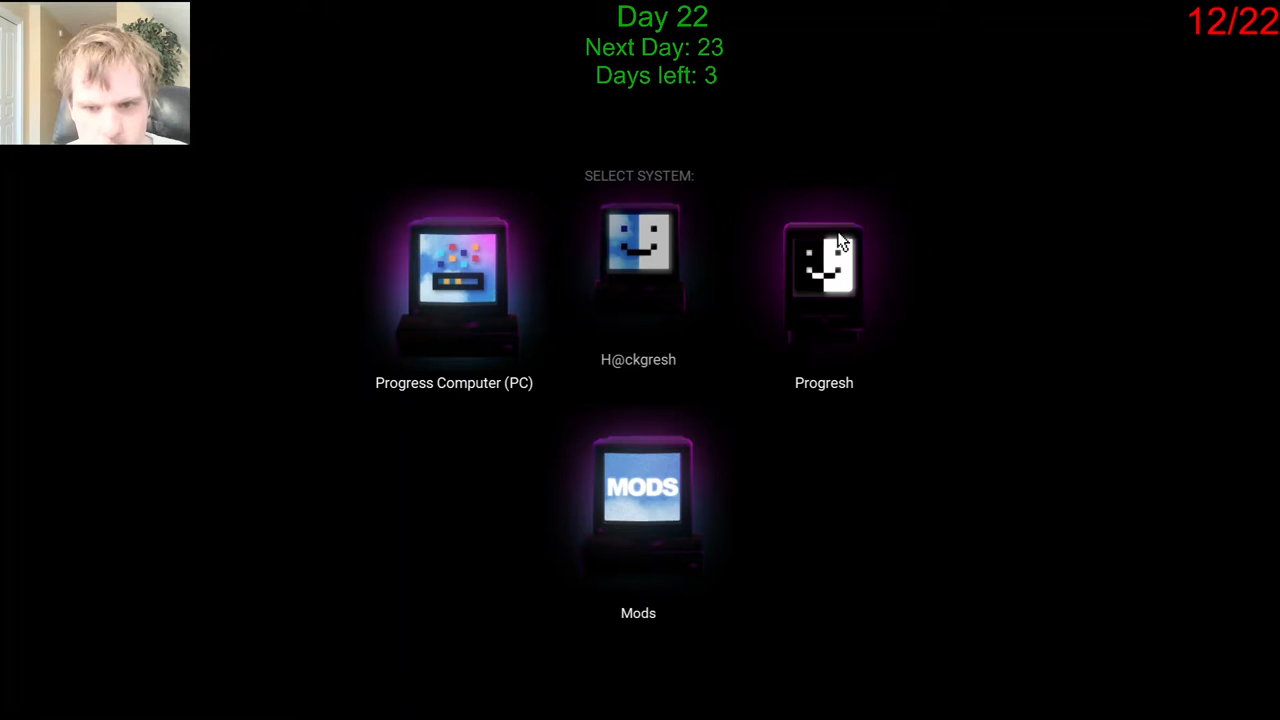 Day 22
12/22
Next Day: 23
Days left: 3
SELECT SYSTEM:
H@ckgresh
Progress Computer (PC)
Progresh
MODS
Mods